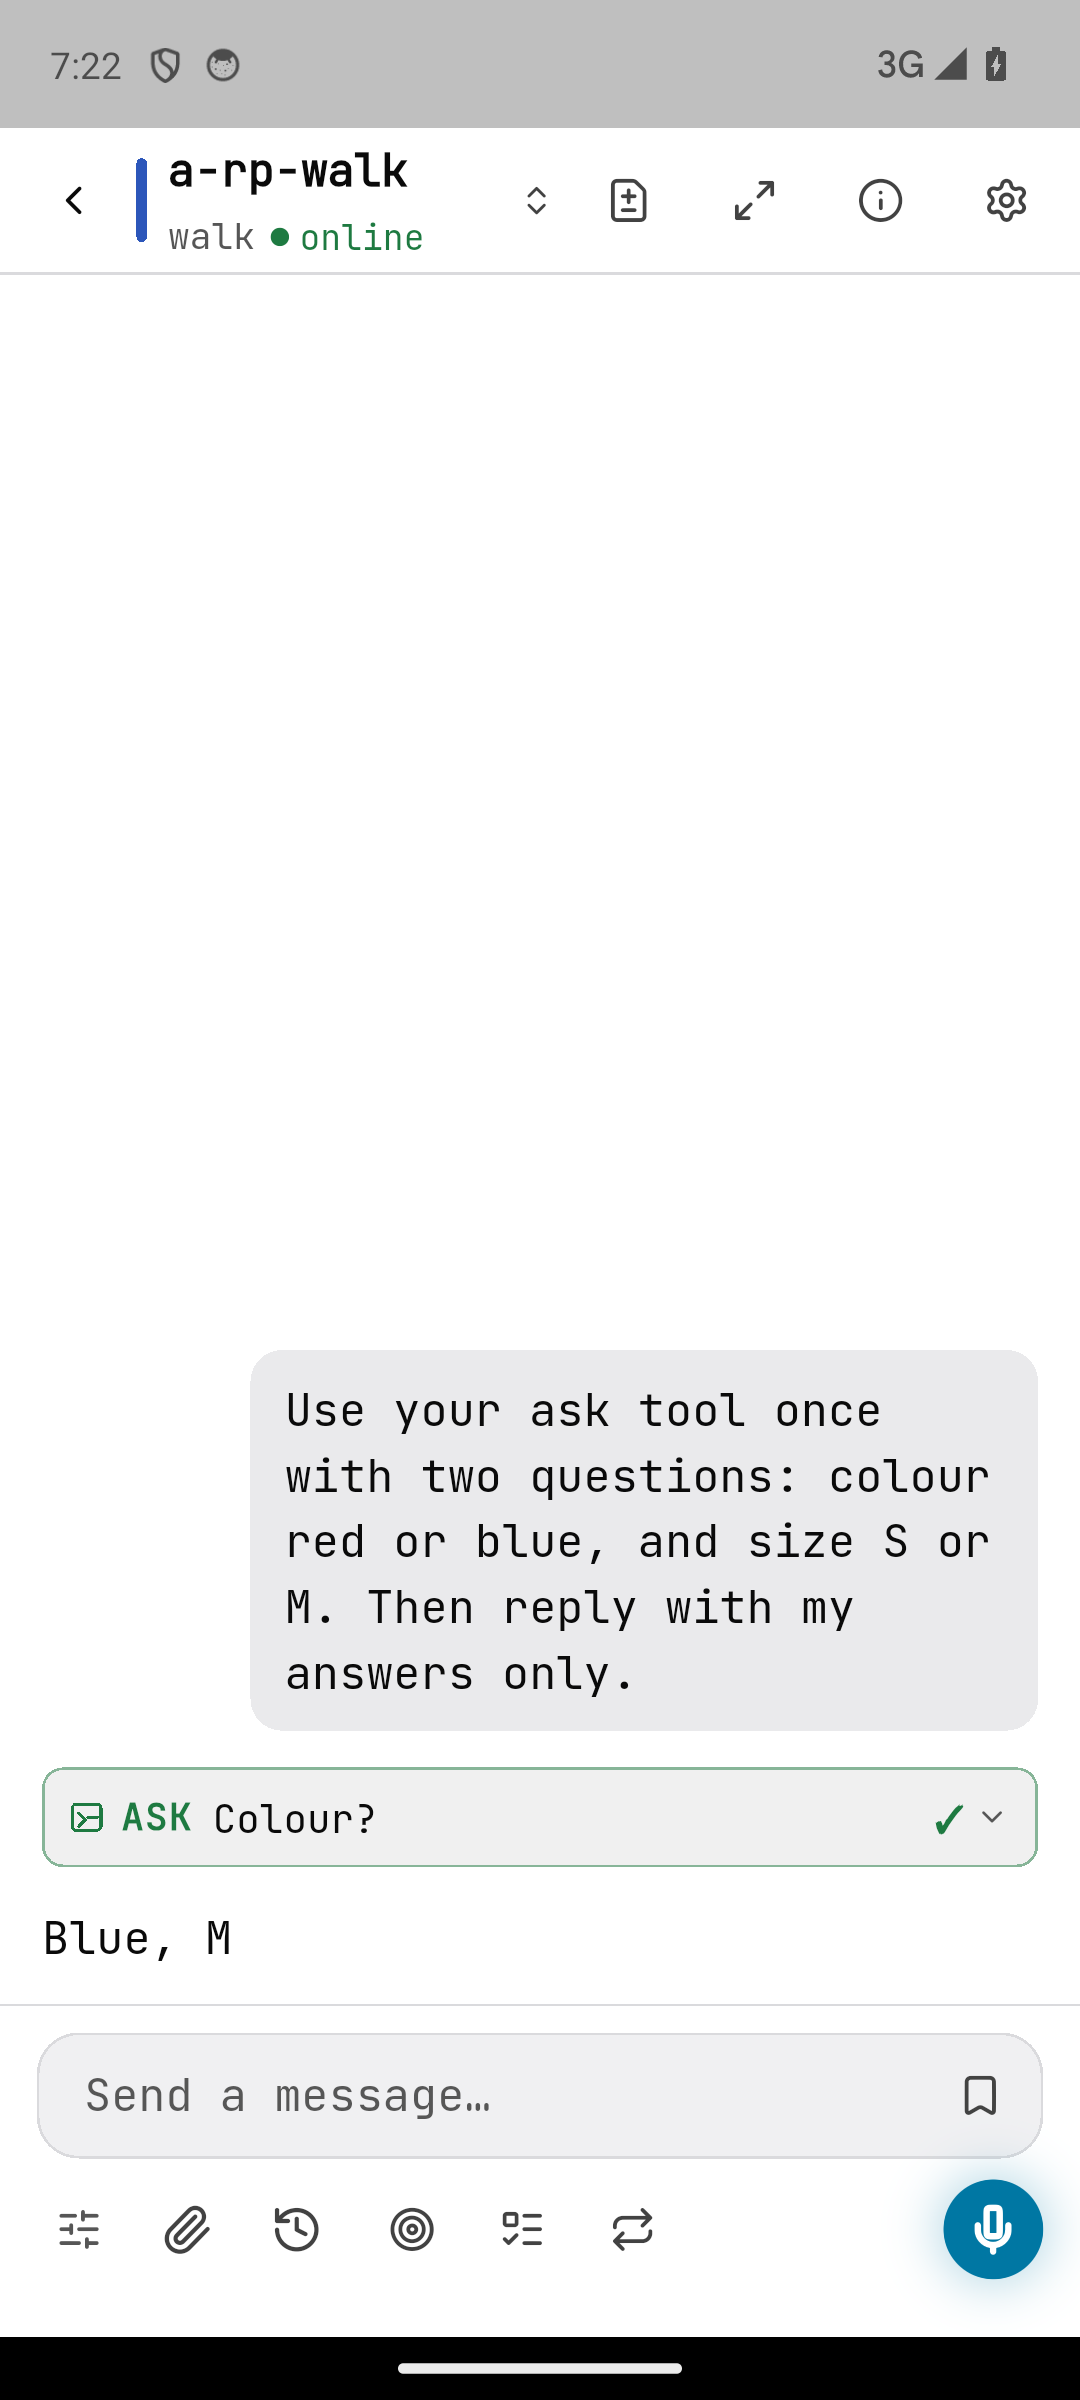 7:22
3G
a-rp-walk
walk online
Use your ask tool once
with two questions: colour
red or blue, and size S or
M. Then reply with my
answers only.
ASK Colour?
Blue, M
Send a message…